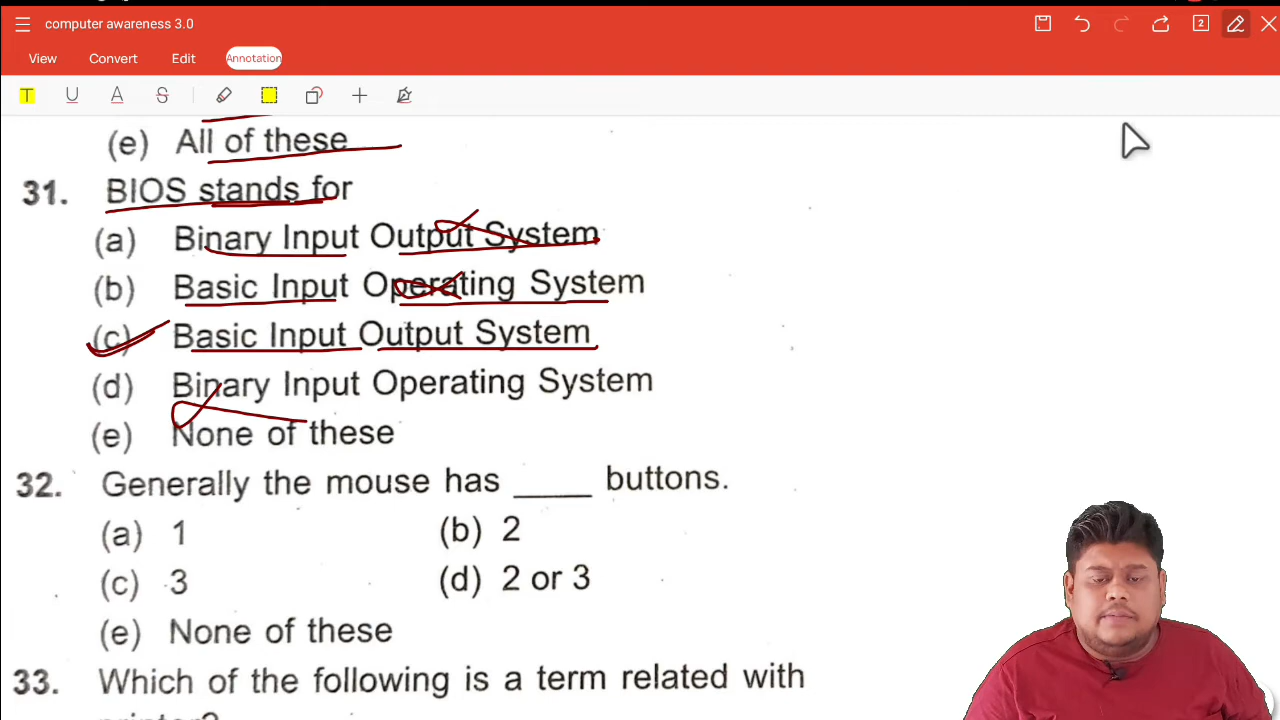 computer awareness 3.0
2
View Convert Edit Annotation
T U A S
(e) All of these
31. BIOS stands for
(a) Binary Input Output System
(b) Basic Input Operating System
(c) Basic Input Output System
(d) Binary Input Operating System
(e) None of these
32. Generally the mouse has ____ buttons.
(a) 1 (b) 2
(c) 3 (d) 2 or 3
(e) None of these
33. Which of the following is a term related with
printer?